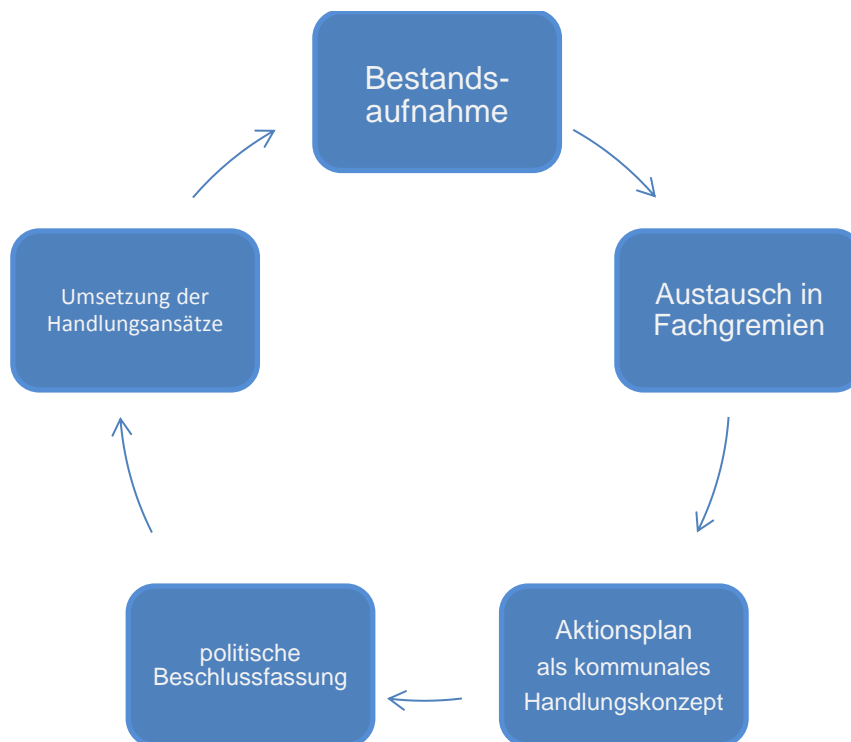 Bestands-
aufnahme
Austausch in
Fachgremien
Aktionsplan
als kommunales
Handlungskonzept
politische
Beschlussfassung
Umsetzung der
Handlungsansätze